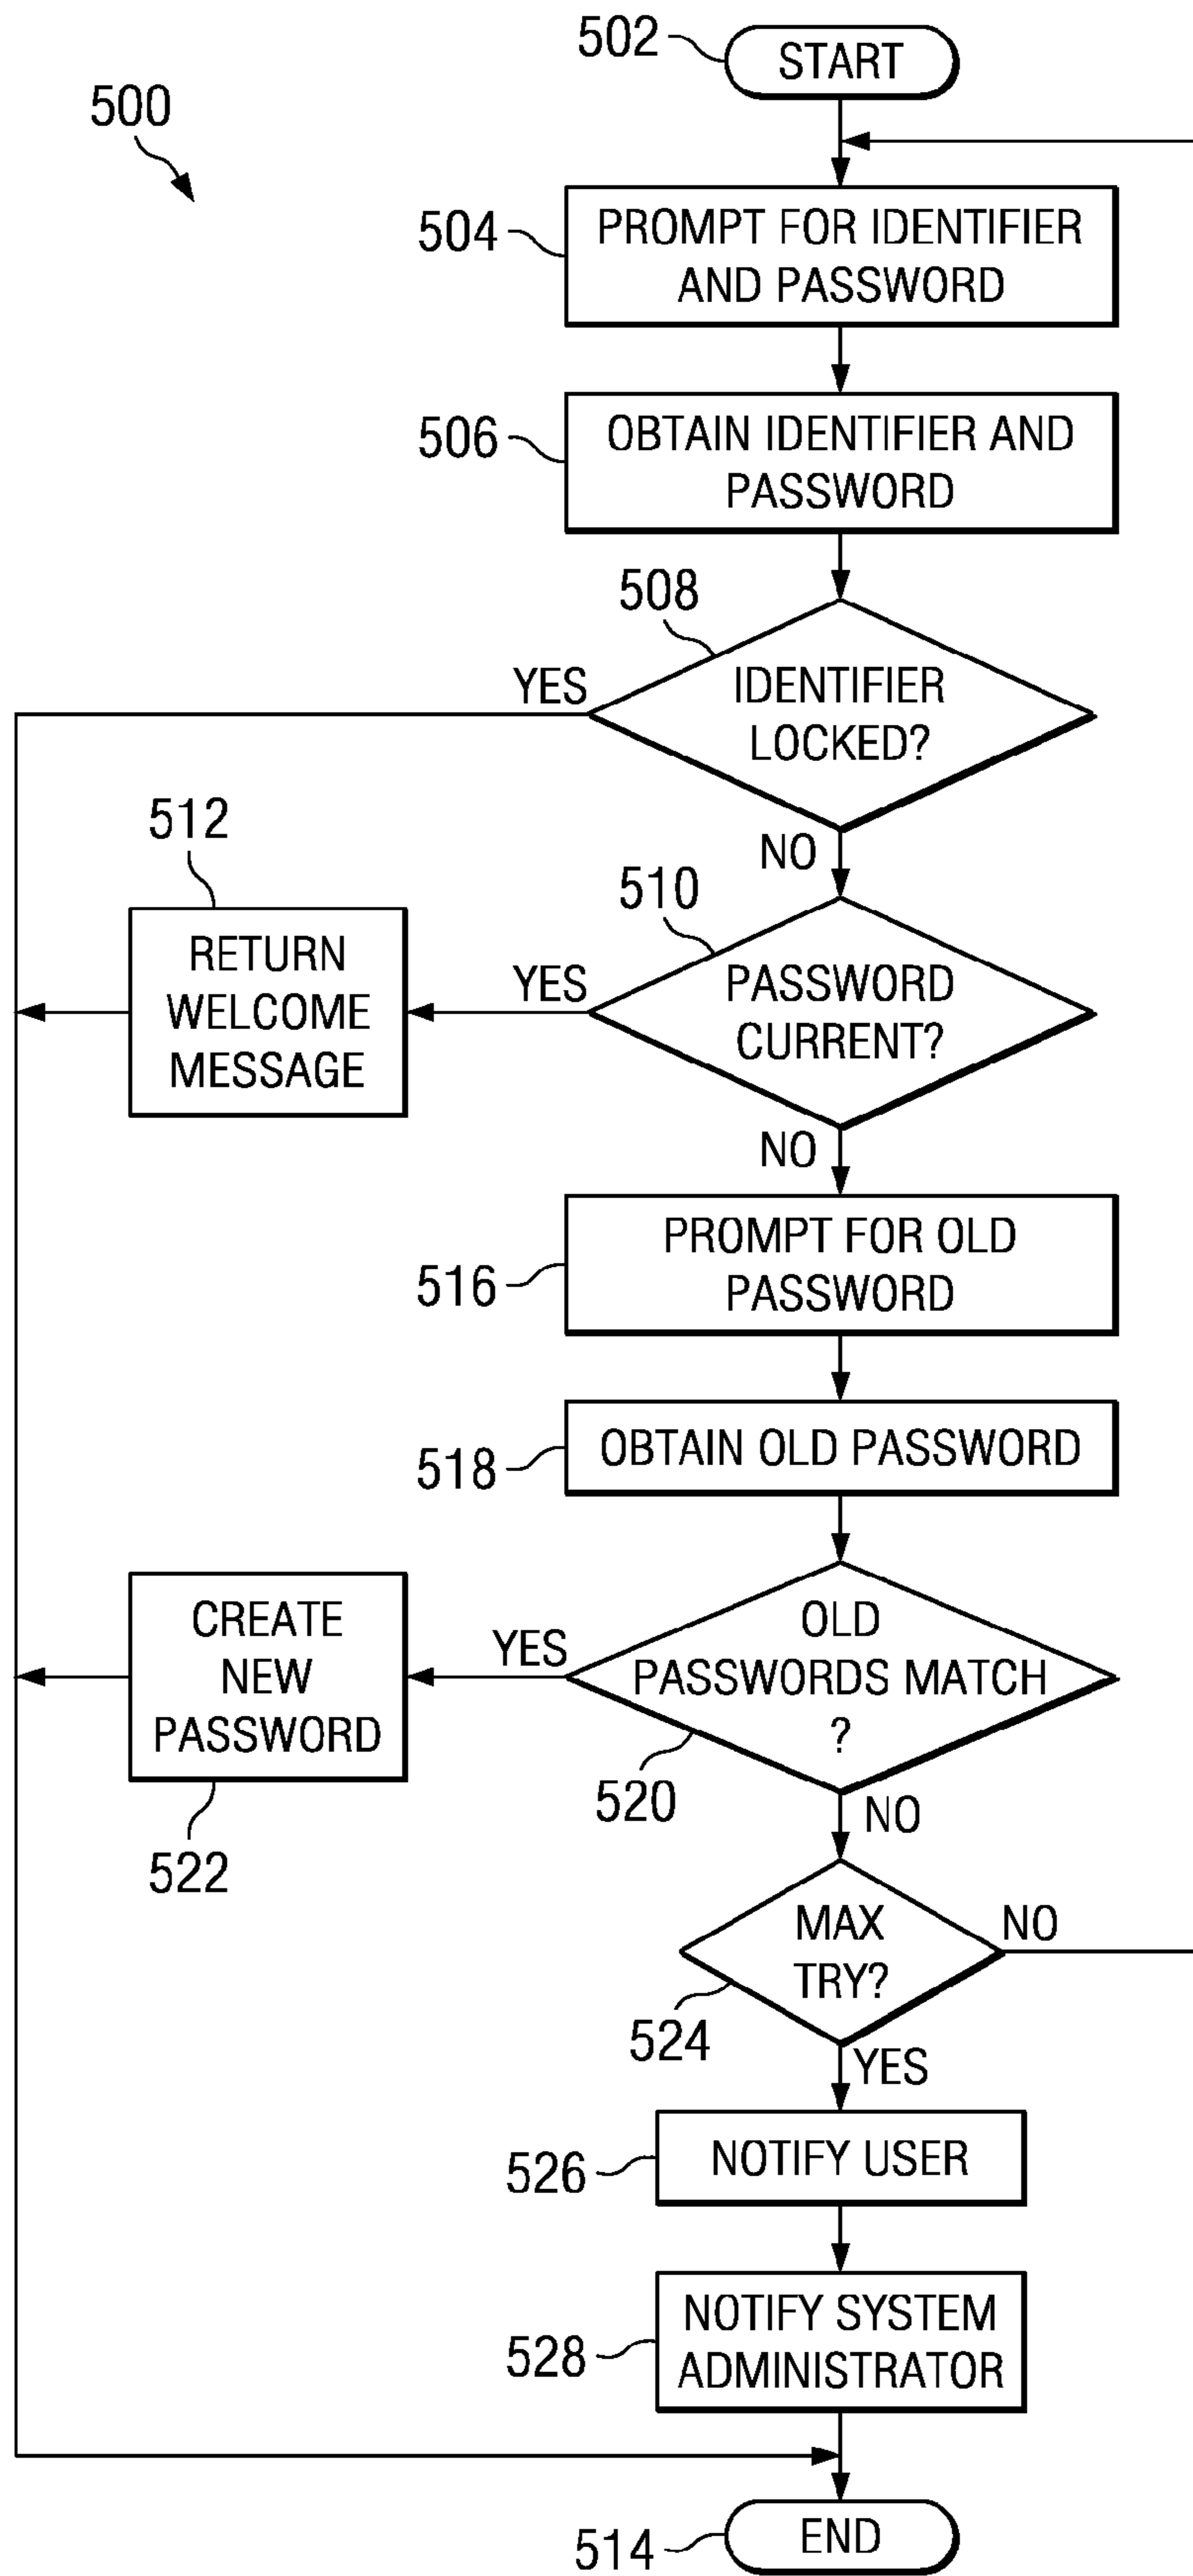 502
START
500
504
PROMPT FOR IDENTIFIER
AND PASSWORD
506
OBTAIN IDENTIFIER AND
PASSWORD
508
YES
IDENTIFIER
LOCKED?
NO
512
510
RETURN
WELCOME
MESSAGE
YES
PASSWORD
CURRENT?
NO
516
PROMPT FOR OLD
PASSWORD
518
OBTAIN OLD PASSWORD
CREATE
NEW
PASSWORD
522
YES
OLD
PASSWORDS MATCH
?
520
NO
MAX
TRY?
NO
524
YES
526
NOTIFY USER
528
NOTIFY SYSTEM
ADMINISTRATOR
514
END